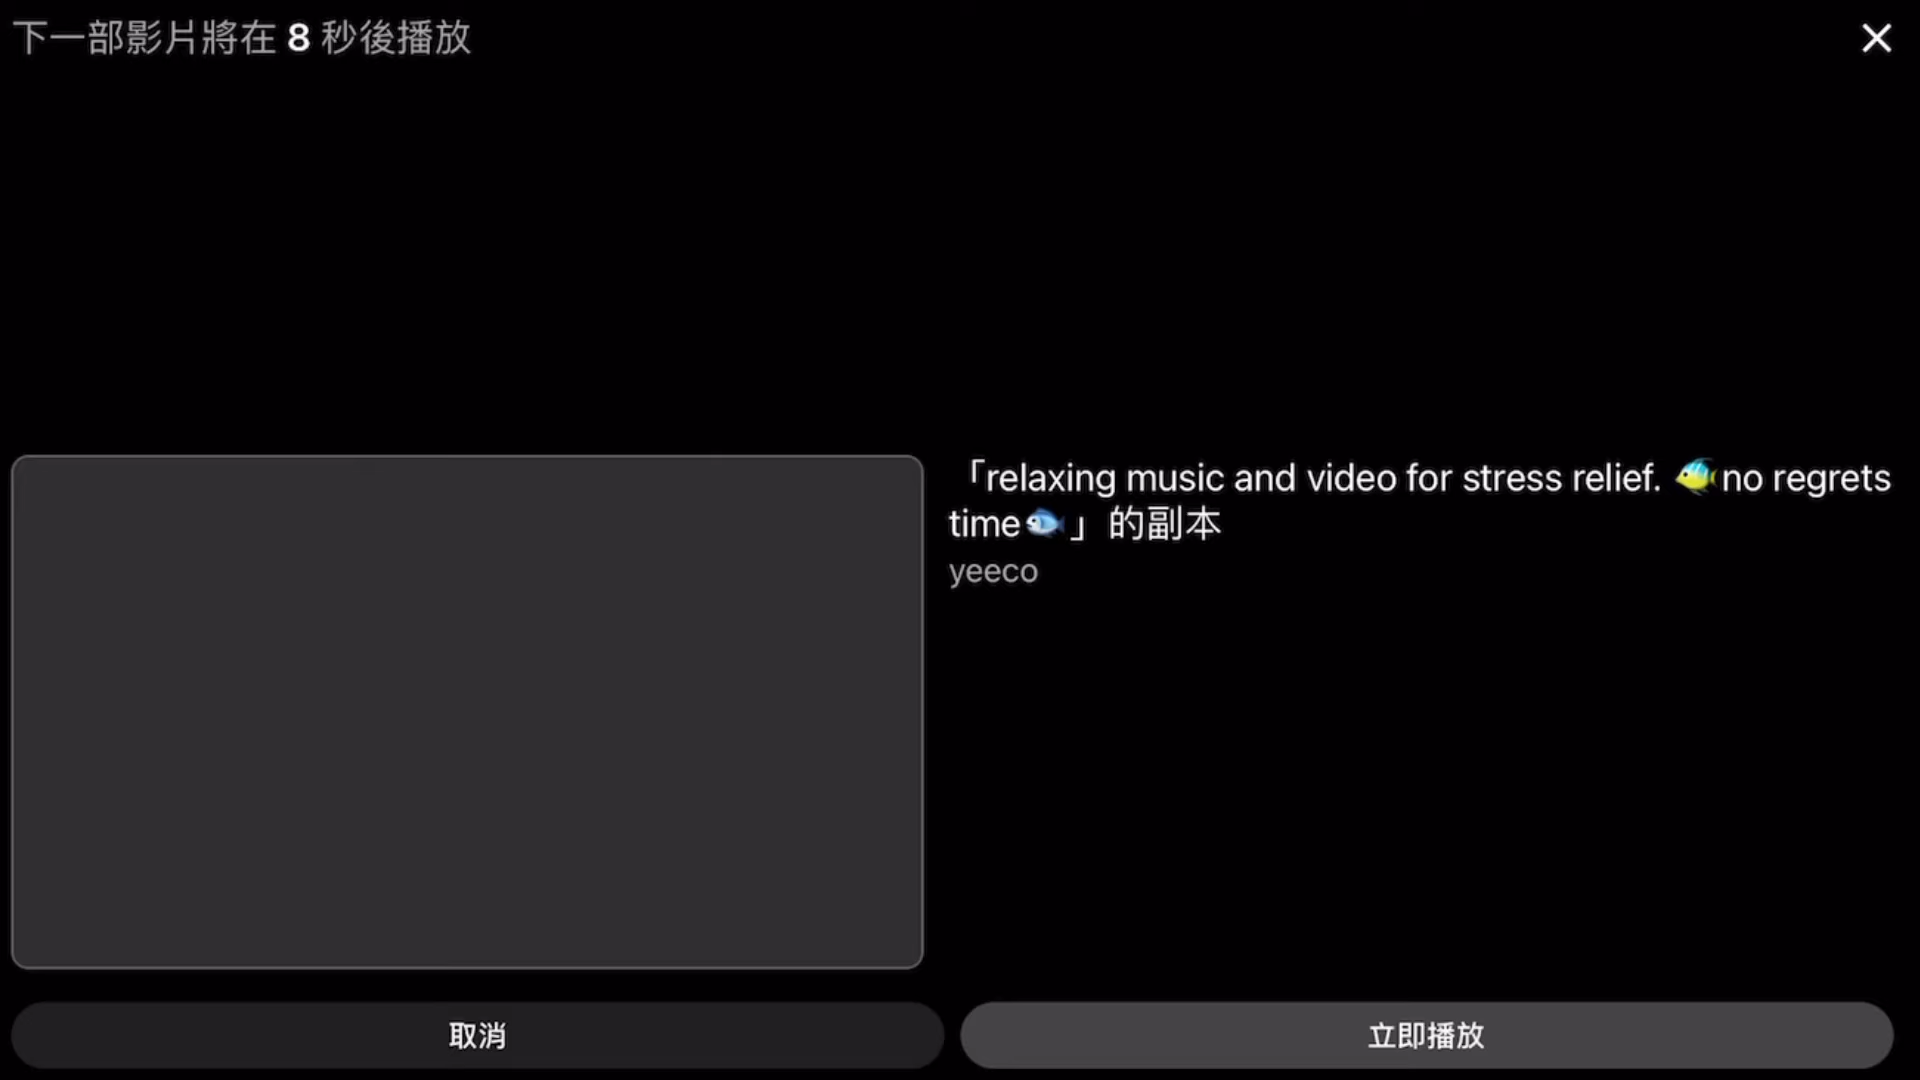 下一部影片將在 8 秒後播放
「relaxing music and video for stress relief. 🐠no regrets
time🐟」 的副本
yeeco
取消
立即播放